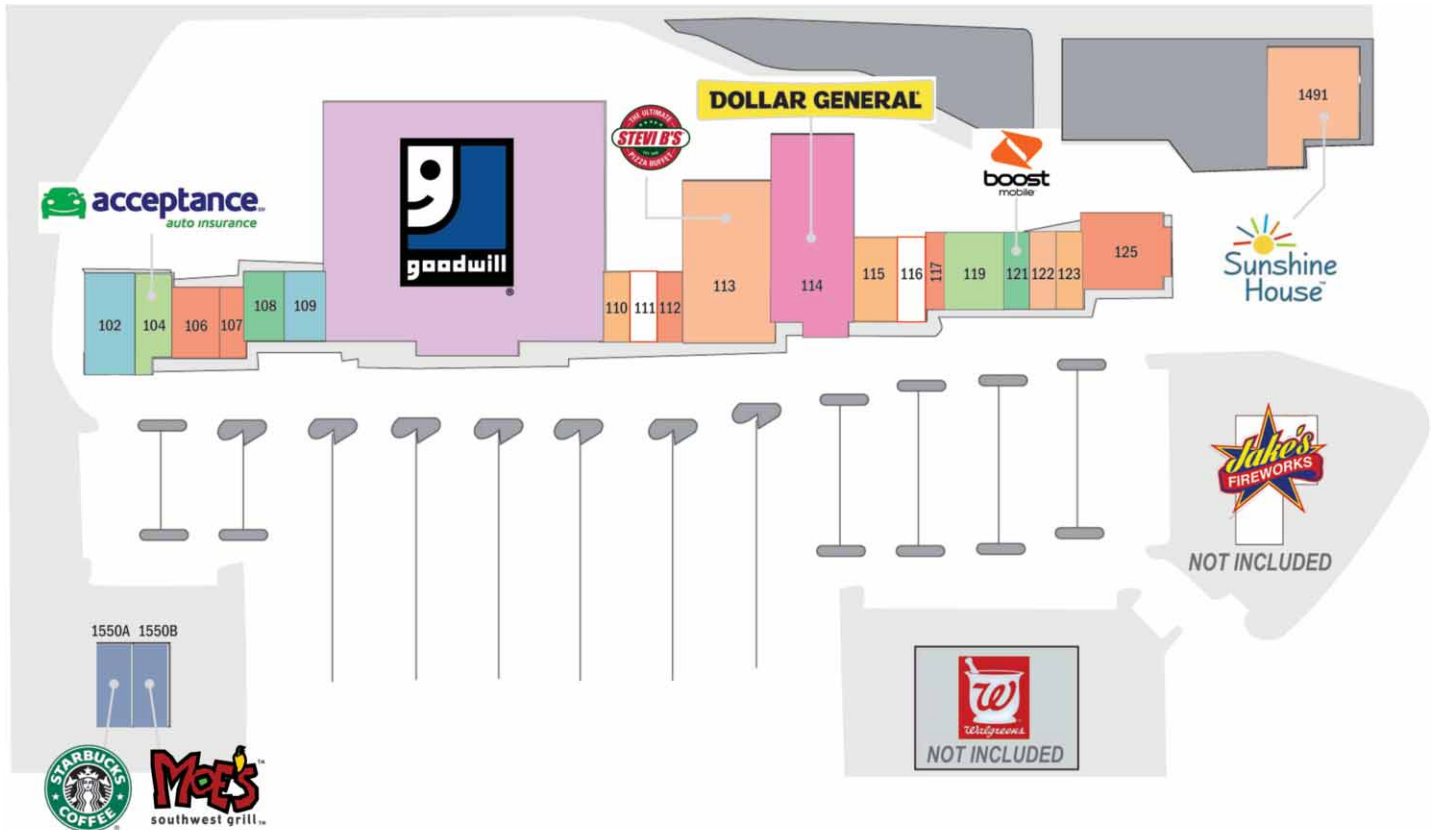 DOLLAR GENERAL
THE ULTIMATE
STEVI B'S
PIZZA BUFFET
boost
mobile
1491
acceptance
auto insurance
goodwill
Sunshine
House
102
104
106
107
108
109
110
111
112
113
114
115
116
117
119
121
122
123
125
Jake's
FIREWORKS
NOT INCLUDED
1550A 1550B
STARBUCKS
COFFEE
MOE'S
southwest grill
W
Walgreens
NOT INCLUDED